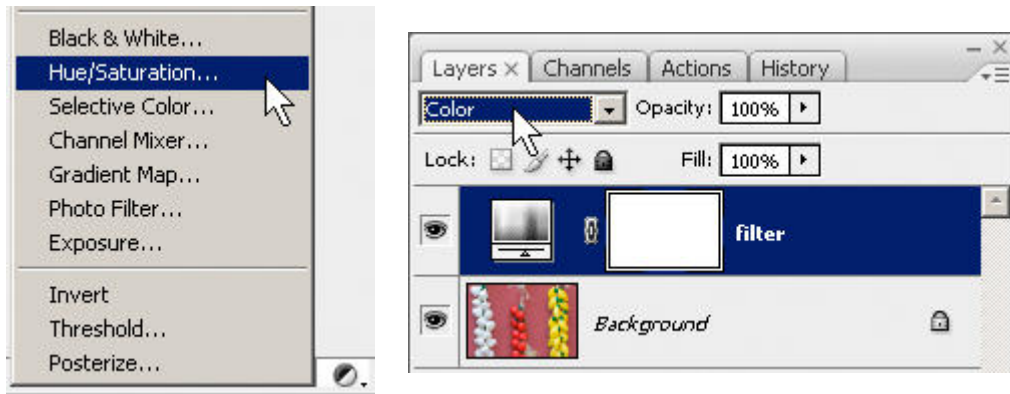 Black & White...
Hue/Saturation...
Selective Color...
Channel Mixer...
Gradient Map...
Photo Filter...
Exposure...
Invert
Threshold...
Posterize...
Layers × Channels Actions History
Color Opacity: 100%
Lock: Fill: 100%
filter
Background